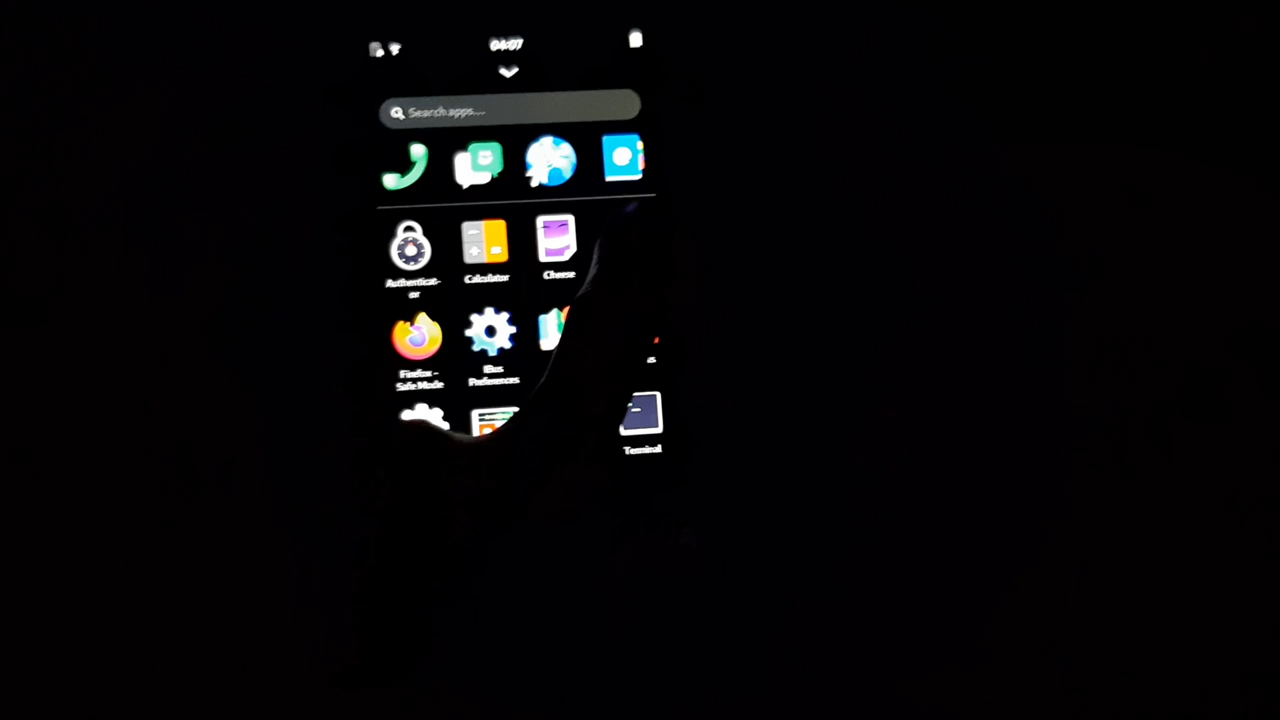 04:07
Search apps...
Authenticat-
or
Calculator
Cheese
Firefox -
Safe Mode
IBus
Preferences
Terminal